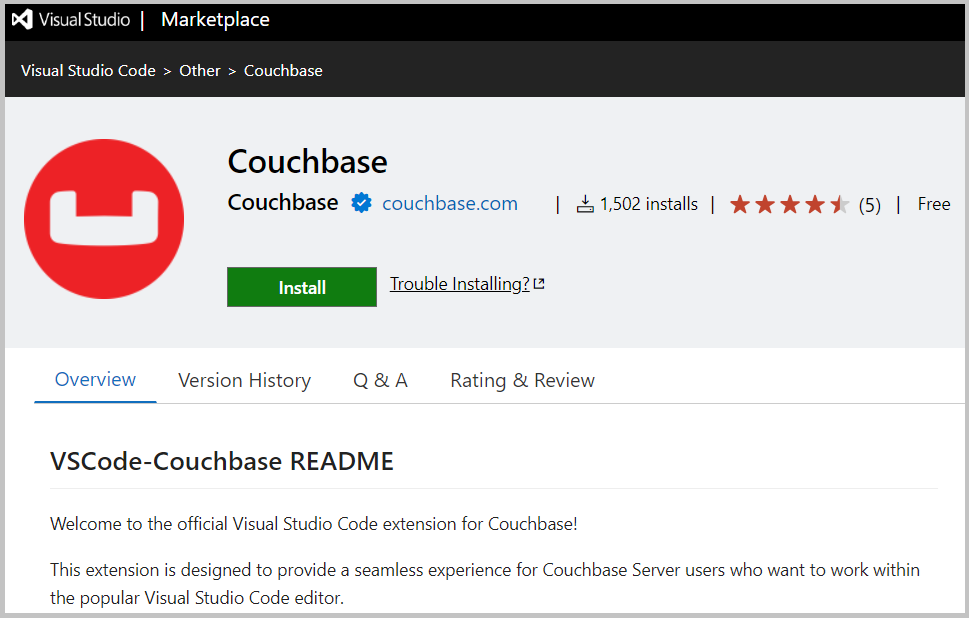 Visual Studio | Marketplace
Visual Studio Code > Other > Couchbase
Couchbase
Couchbase couchbase.com | 1,502 installs | (5) | Free
Install Trouble Installing?
Overview Version History Q & A Rating & Review
VSCode-Couchbase README
Welcome to the official Visual Studio Code extension for Couchbase!
This extension is designed to provide a seamless experience for Couchbase Server users who want to work within
the popular Visual Studio Code editor.